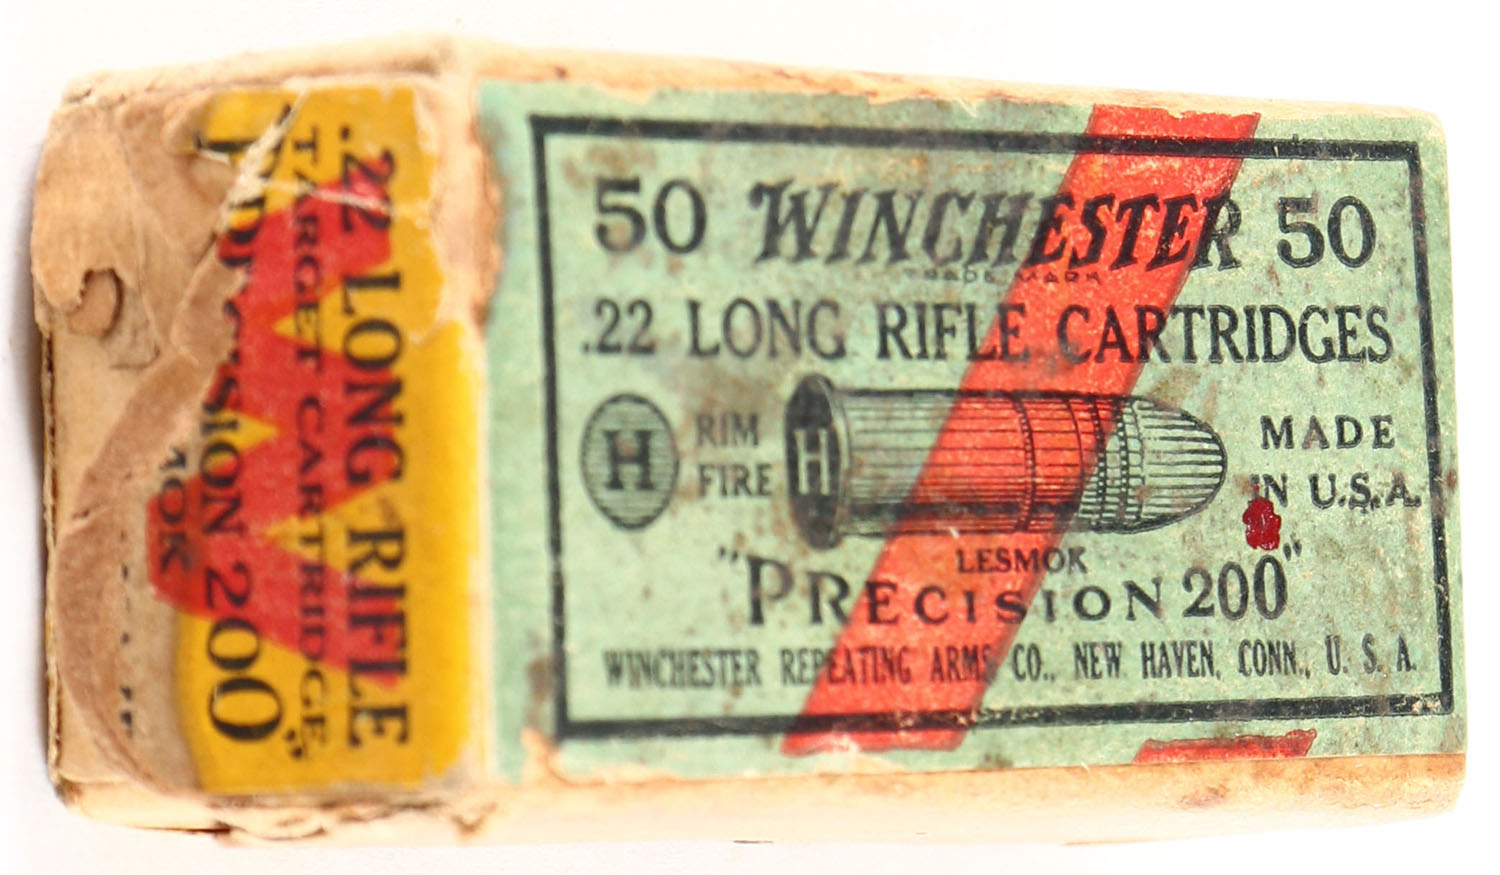 50 WINCHESTER 50
TRADE MARK
.22 LONG RIFLE CARTRIDGES
H RIM FIRE H MADE IN U.S.A.
LESMOK
"PRECISION 200"
WINCHESTER REPEATING ARMS CO., NEW HAVEN, CONN., U. S. A.
.22 LONG RIFLE
TARGET CARTRIDGE
PRECISION 200"
MOK